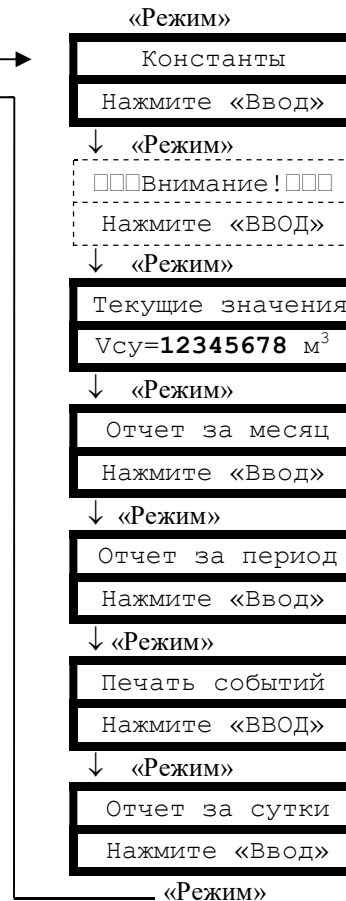 «Режим»
Константы
Нажмите «Ввод»
↓ «Режим»
□□□Внимание!□□□
Нажмите «ВВОД»
↓ «Режим»
Текущие значения
Vсу=12345678 м³
↓ «Режим»
Отчет за месяц
Нажмите «Ввод»
↓ «Режим»
Отчет за период
Нажмите «Ввод»
↓ «Режим»
Печать событий
Нажмите «ВВОД»
↓ «Режим»
Отчет за сутки
Нажмите «Ввод»
«Режим»